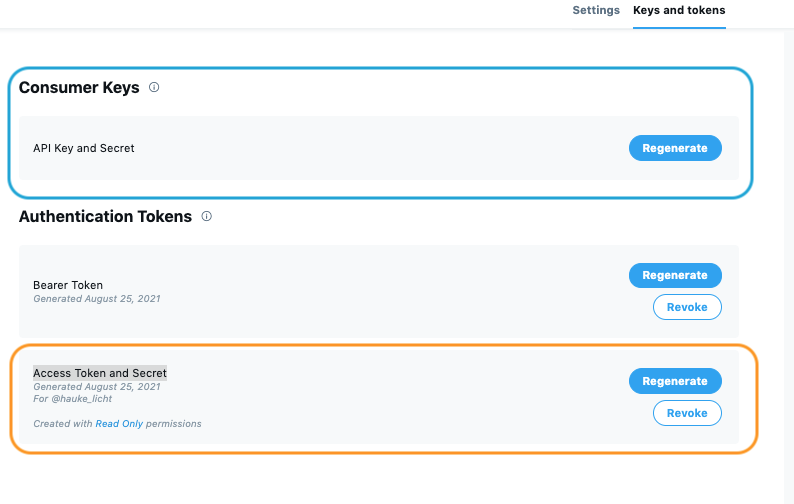 Settings Keys and tokens
Consumer Keys
API Key and Secret Regenerate
Authentication Tokens
Bearer Token Regenerate
Generated August 25, 2021
Revoke
Access Token and Secret
Regenerate
Generated August 25, 2021
For @hauke_licht
Revoke
Created with Read Only permissions